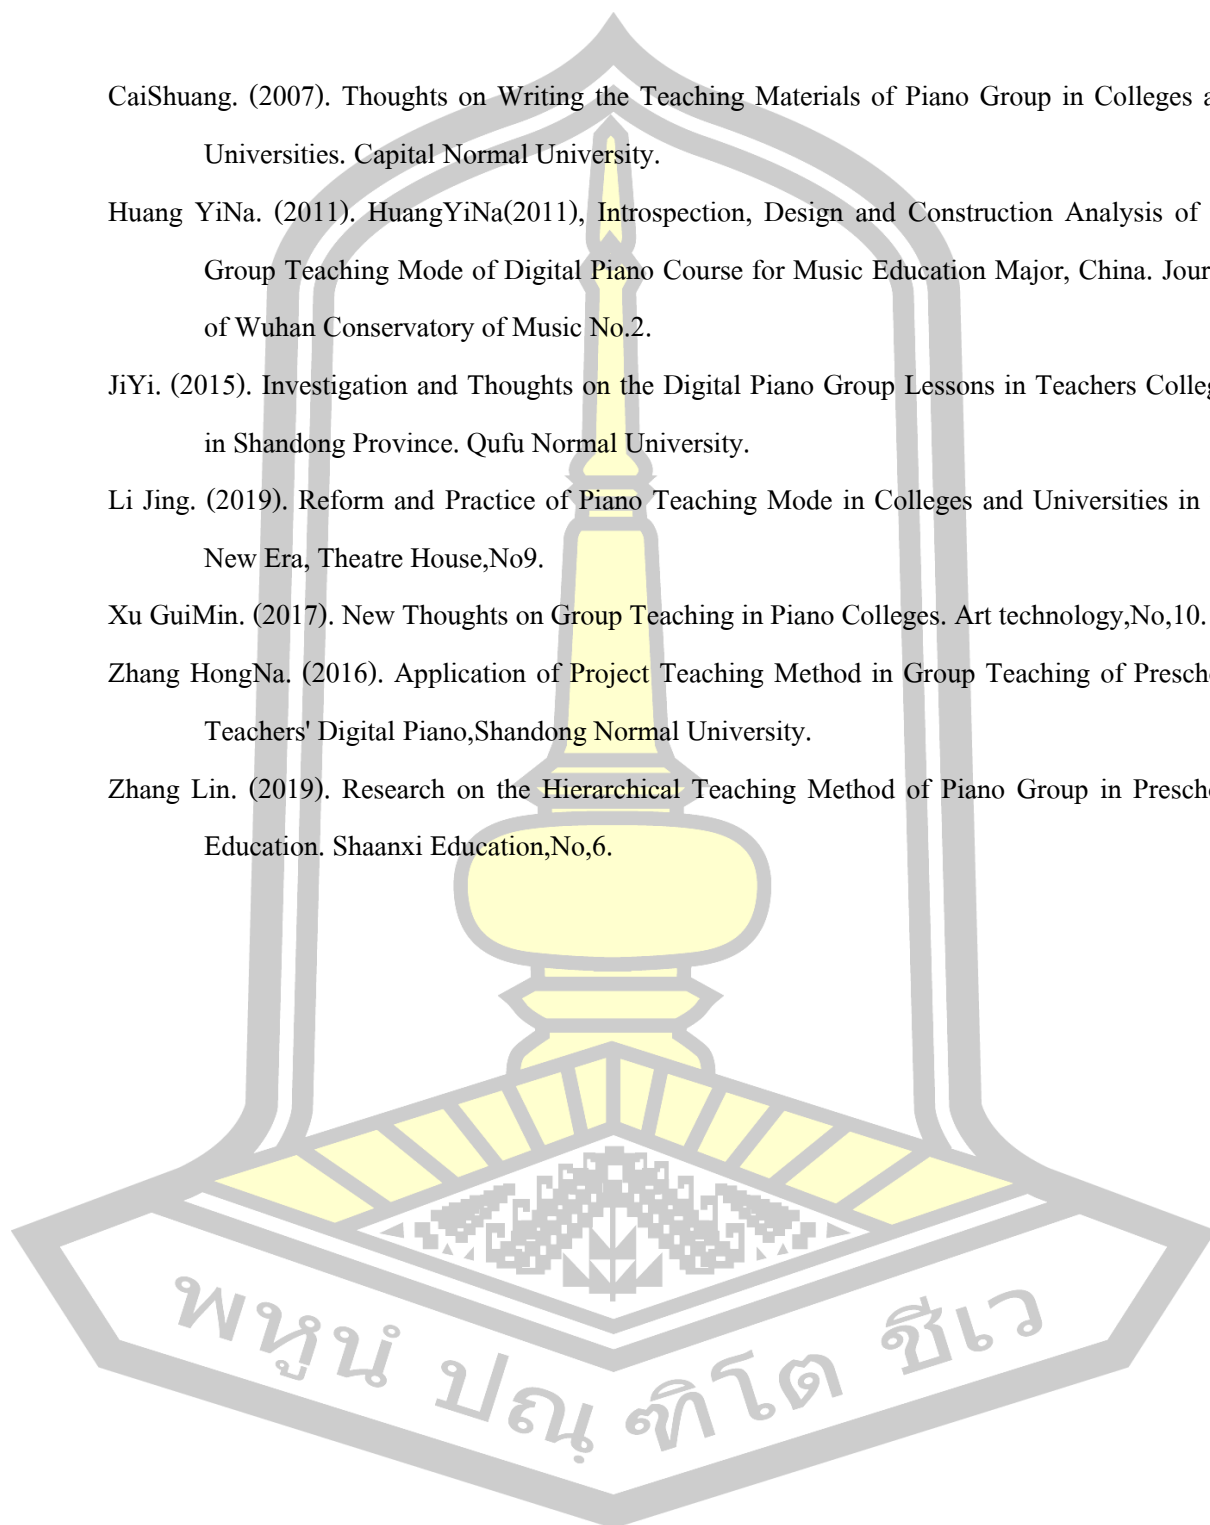 CaiShuang. (2007). Thoughts on Writing the Teaching Materials of Piano Group in Colleges
Universities. Capital Normal University.
Huang YiNa. (2011). HuangYiNa(2011), Introspection, Design and Construction Analysis of
Group Teaching Mode of Digital Piano Course for Music Education Major, China.
of Wuhan Conservatory of Music No.2.
JiYi. (2015). Investigation and Thoughts on the Digital Piano Group Lessons in Teachers
in Shandong Province. Qufu Normal University.
Li Jing. (2019). Reform and Practice of Piano Teaching Mode in Colleges and Universities in
New Era, Theatre House,No9.
Xu GuiMin. (2017). New Thoughts on Group Teaching in Piano Colleges. Art technology,No,10.
Zhang HongNa. (2016). Application of Project Teaching Method in Group Teaching of
Teachers' Digital Piano,Shandong Normal University.
Zhang Lin. (2019). Research on the Hierarchical Teaching Method of Piano Group in
Education. Shaanxi Education,No,6.
พหูนํ ปณฺฑิโต ชีเว